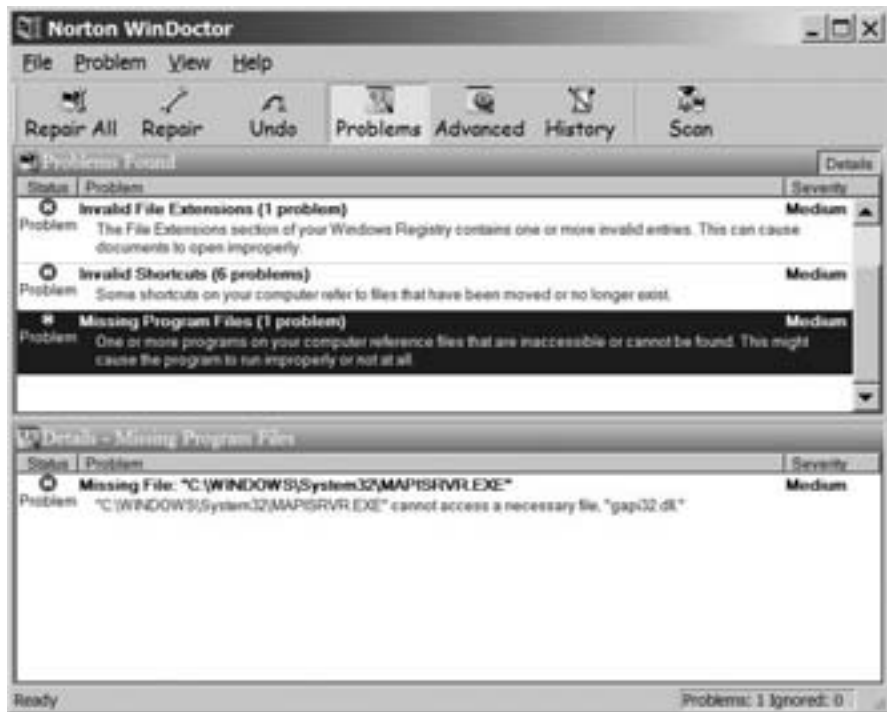 Norton WinDoctor
File Problem View Help
Repair All Repair Undo Problems Advanced History Scan
Problems Found
Details
Status Problem Severity
Invalid File Extensions (1 problem) Medium
Problem The File Extensions section of your Windows Registry contains one or more invalid entries. This can cause
documents to open improperly.
Invalid Shortcuts (6 problems) Medium
Problem Some shortcuts on your computer refer to files that have been moved or no longer exist.
Missing Program Files (1 problem) Medium
Problem One or more programs on your computer reference files that are inaccessible or cannot be found. This might
cause the program to run improperly or not at all.
Details - Missing Program Files
Status Problem Severity
Missing File: "C:\WINDOWS\System32\MAPISRVR.EXE" Medium
Problem "C:\WINDOWS\System32\MAPISRVR.EXE" cannot access a necessary file, "gapi32.dll."
Ready
Problems: 1 Ignored: 0